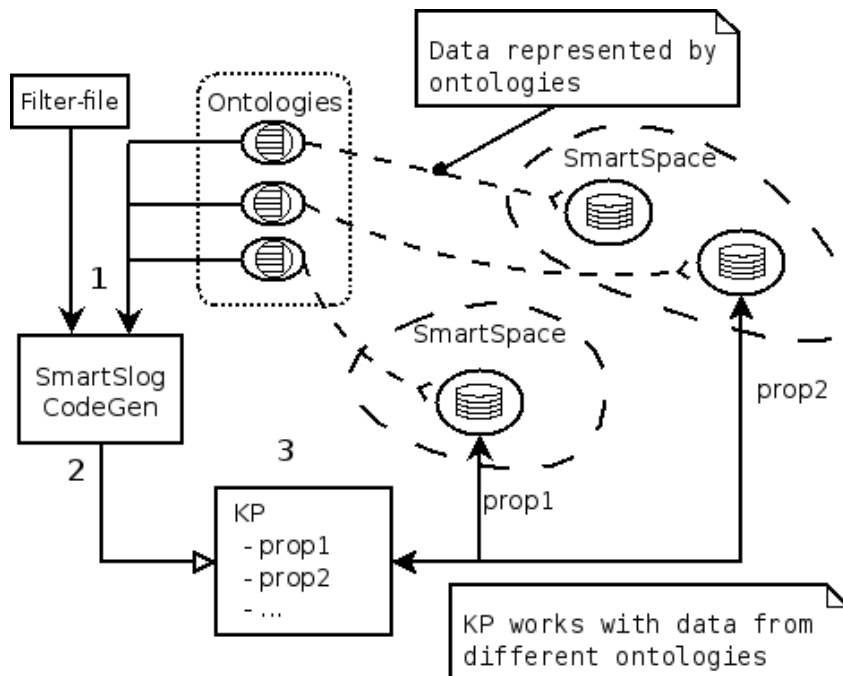 Data represented by
ontologies
Filter-file
Ontologies
SmartSpace
1
SmartSpace
SmartSlog
CodeGen
prop2
2
3
prop1
KP
- prop1
- prop2
- ...
KP works with data from
different ontologies